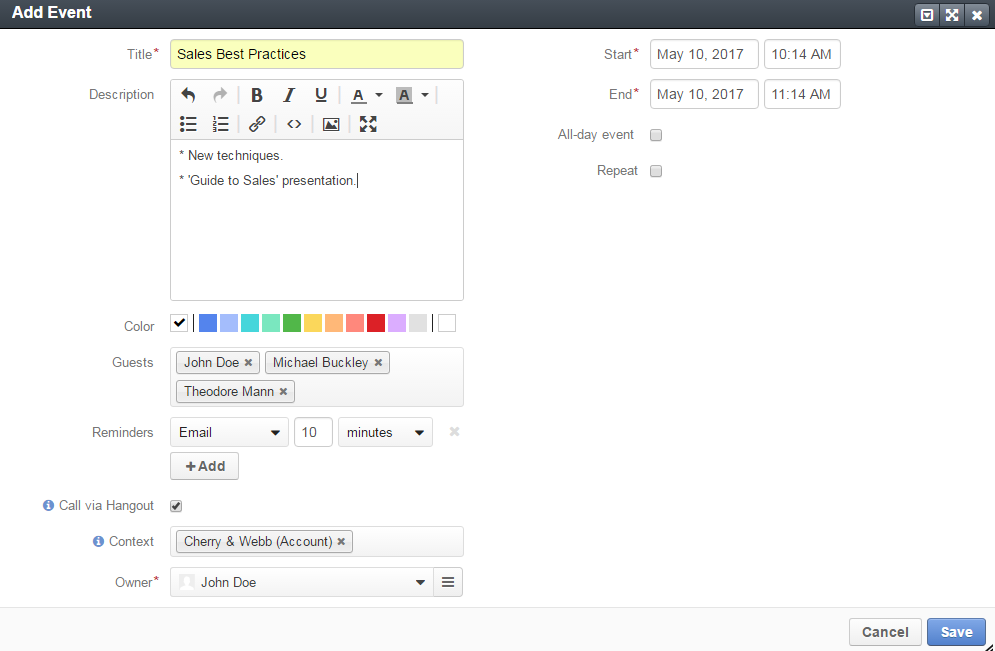 Add Event
Title* Sales Best Practices
Description
B I U A A
* New techniques.
* 'Guide to Sales' presentation.
Color
Guests John Doe Michael Buckley
Theodore Mann
Reminders Email 10 minutes
+ Add
Call via Hangout
Context Cherry & Webb (Account)
Owner* John Doe
Start* May 10, 2017 10:14 AM
End* May 10, 2017 11:14 AM
All-day event
Repeat
Cancel Save